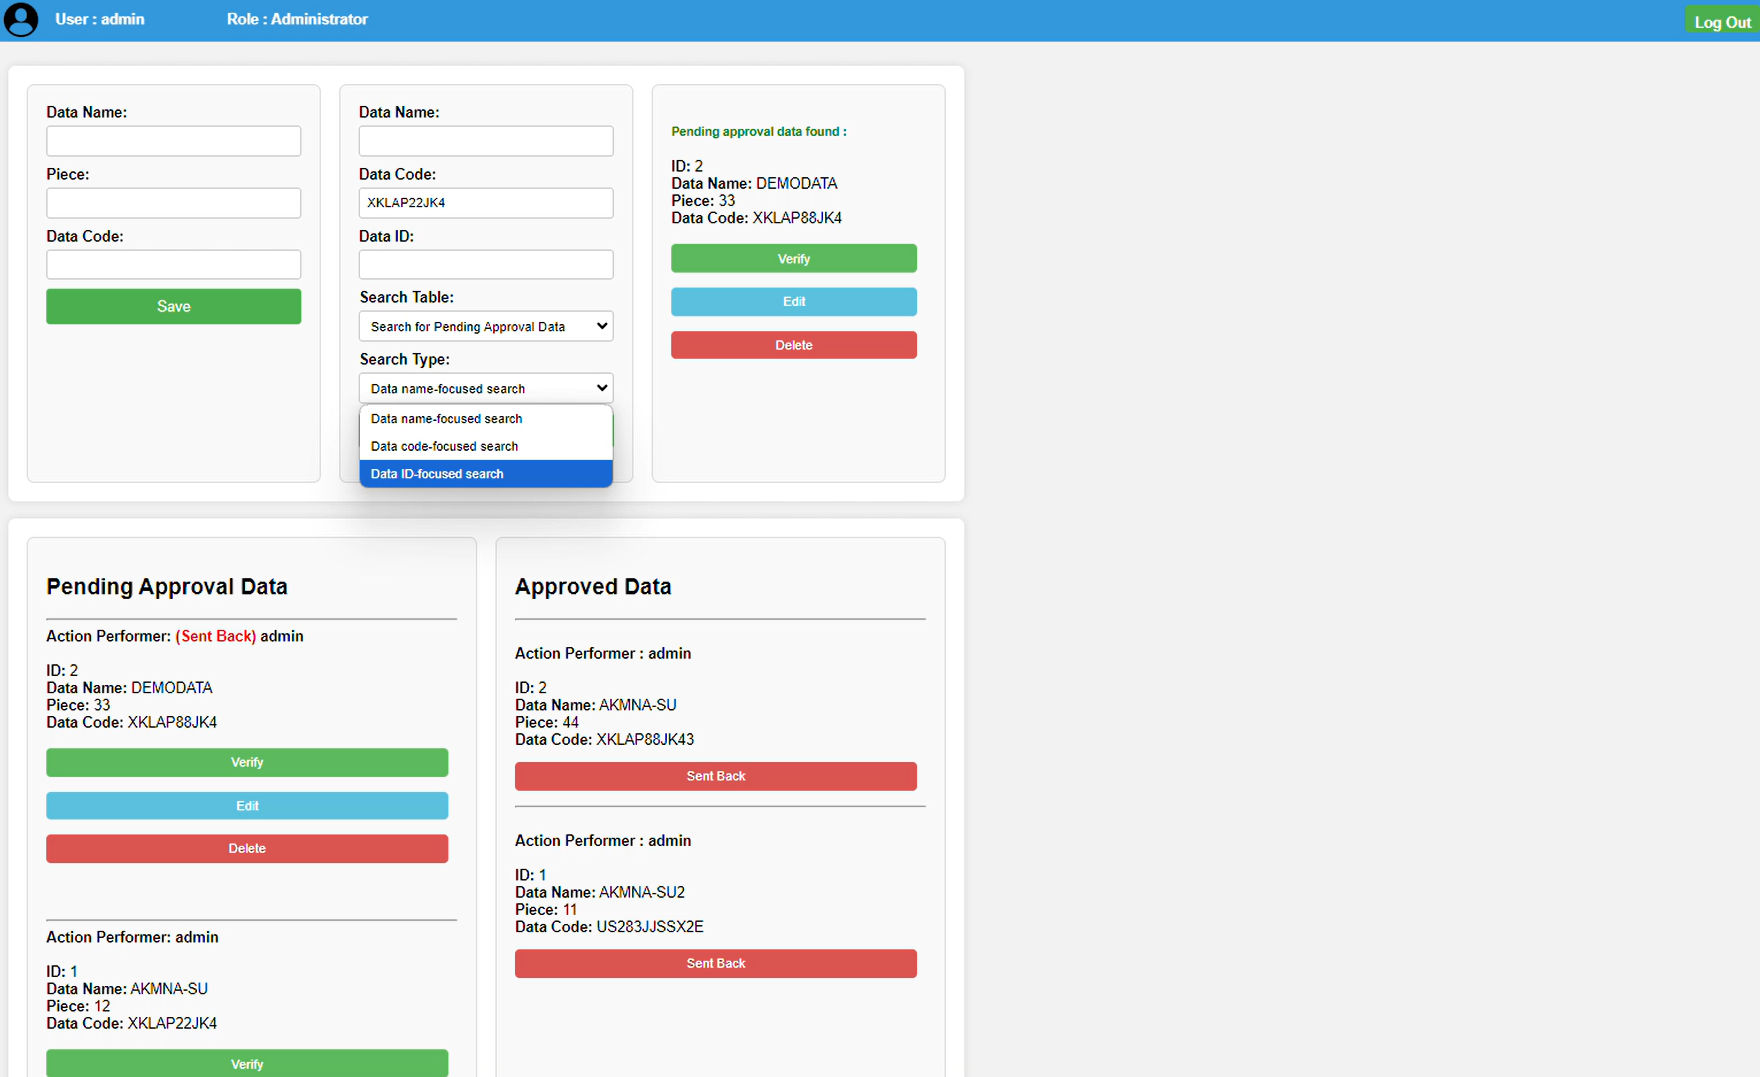 User : admin
Role : Administrator
Log Out
Data Name:
Piece:
Data Code:
Save
Data Name:
Data Code:
XKLAP22JK4
Data ID:
Search Table:
Search for Pending Approval Data
Search Type:
Data name-focused search
Data name-focused search
Data code-focused search
Data ID-focused search
Pending approval data found :
ID: 2
Data Name: DEMODATA
Piece: 33
Data Code: XKLAP88JK4
Verify
Edit
Delete
Pending Approval Data
Action Performer: (Sent Back) admin
ID: 2
Data Name: DEMODATA
Piece: 33
Data Code: XKLAP88JK4
Verify
Edit
Delete
Action Performer: admin
ID: 1
Data Name: AKMNA-SU
Piece: 12
Data Code: XKLAP22JK4
Verify
Approved Data
Action Performer : admin
ID: 2
Data Name: AKMNA-SU
Piece: 44
Data Code: XKLAP88JK43
Sent Back
Action Performer : admin
ID: 1
Data Name: AKMNA-SU2
Piece: 11
Data Code: US283JJSSX2E
Sent Back